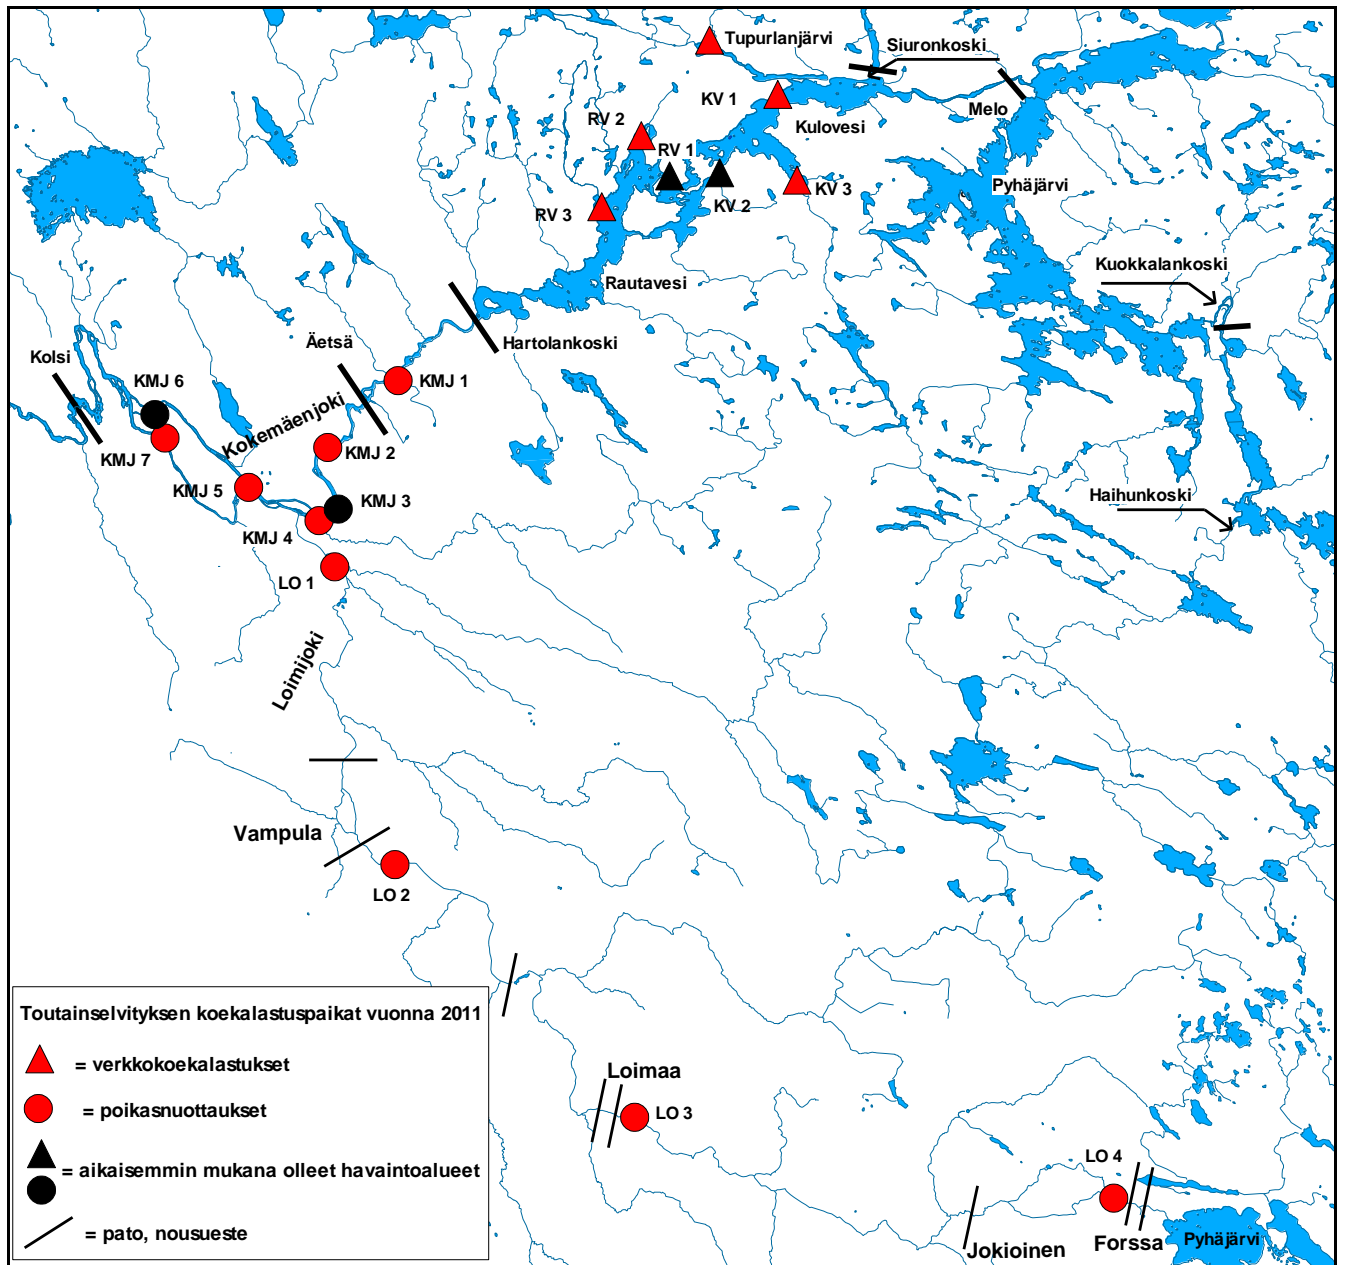 Tupurlanjärvi
Siuronkoski
KV 1
Melo
RV 2
Kulovesi
RV 1
Pyhäjärvi
KV 3
KV 2
RV 3
Kuokkalankoski
Rautavesi
Äetsä
Hartolankoski
Kolsi
KMJ 6
KMJ 1
Kokemäenjoki
KMJ 2
KMJ 7
KMJ 5
KMJ 3
Haihunkoski
KMJ 4
LO 1
Loimijoki
Vampula
LO 2
Toutainselvityksen koekalastuspaikat vuonna 2011
= verkkokoekalastukset
= poikasnuottaukset
= aikaisemmin mukana olleet havaintoalueet
= pato, nousueste
Loimaa
LO 3
LO 4
Jokioinen
Forssa
Pyhäjärvi